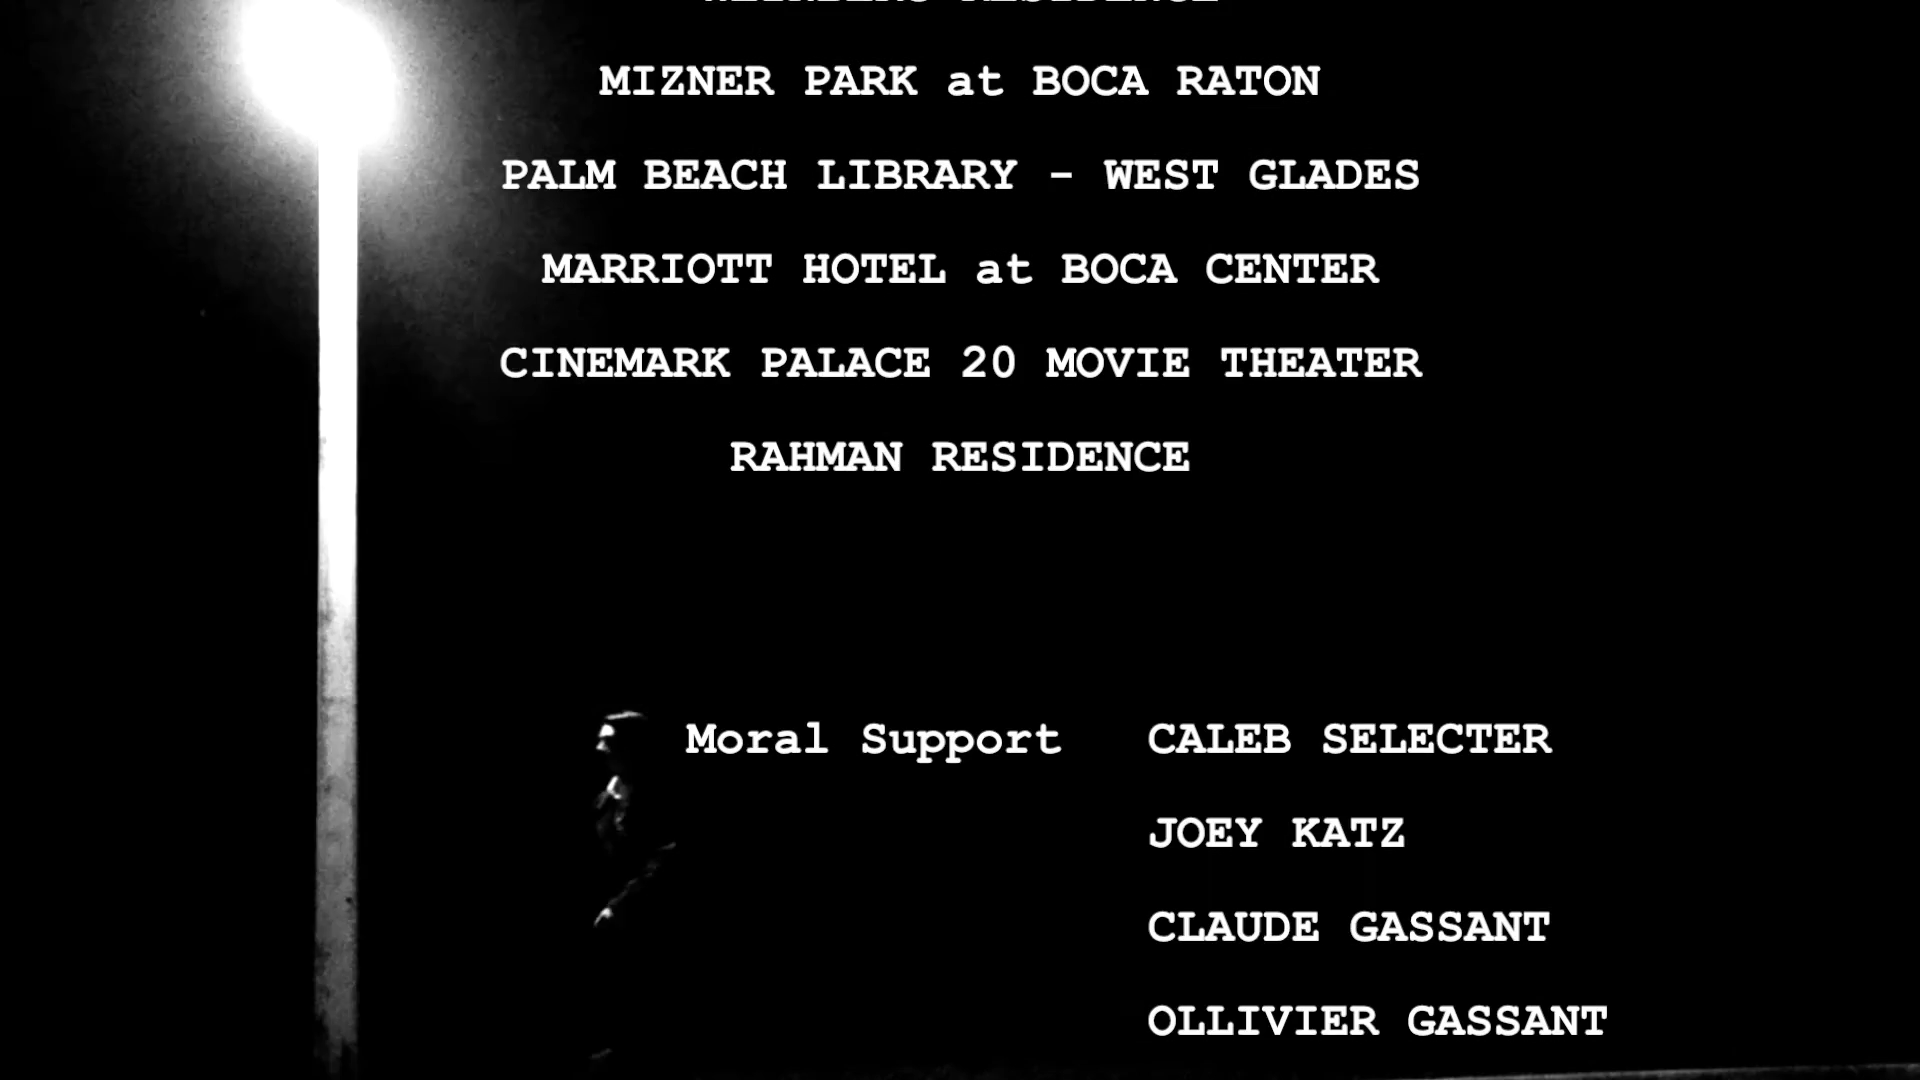 RESIDENCE
MIZNER PARK at BOCA RATON
PALM BEACH LIBRARY - WEST GLADES
MARRIOTT HOTEL at BOCA CENTER
CINEMARK PALACE 20 MOVIE THEATER
RAHMAN RESIDENCE
Moral Support CALEB SELECTER
JOEY KATZ
CLAUDE GASSANT
OLLIVIER GASSANT